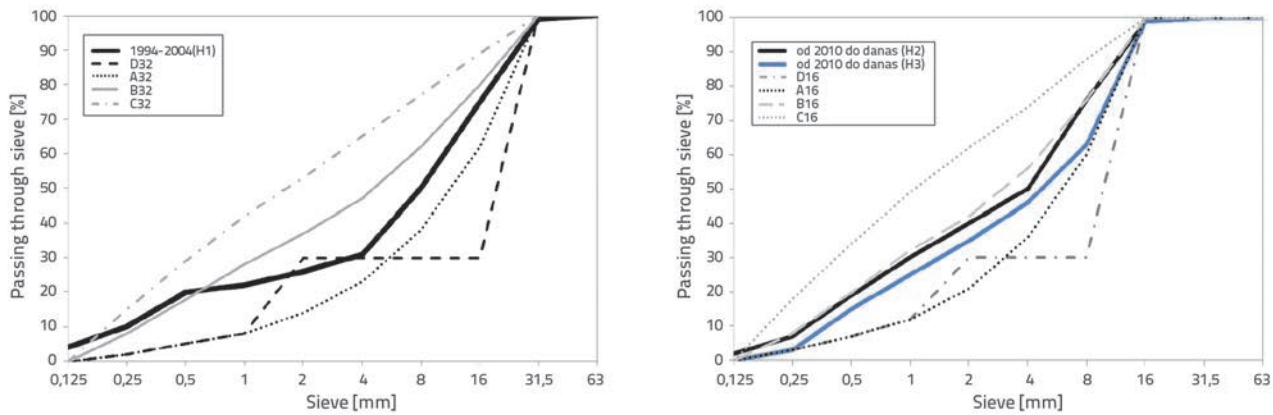 Passing through sieve [%]
100
90
80
70
60
50
40
30
20
10
0
1994-2004(H1)
D32
A32
B32
C32
0,125 0,25 0,5 1 2 4 8 16 31,5 63
Sieve [mm]
Passing through sieve [%]
100
90
80
70
60
50
40
30
20
10
0
od 2010 do danas (H2)
od 2010 do danas (H3)
D16
A16
B16
C16
0,125 0,25 0,5 1 2 4 8 16 31,5 63
Sieve [mm]